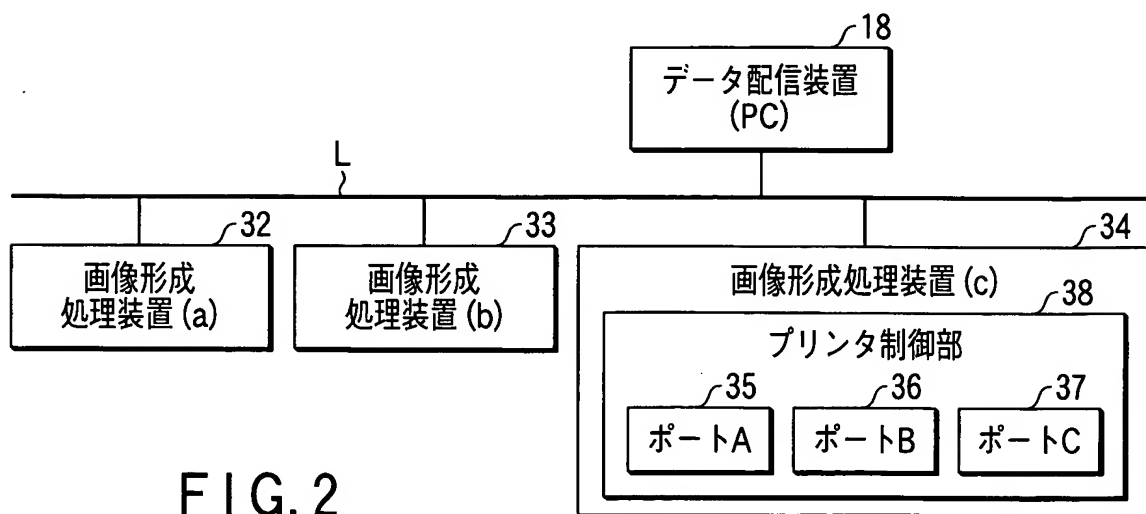 18
データ配信装置
(PC)
L
32
画像形成
処理装置(a)
33
画像形成
処理装置(b)
34
画像形成処理装置(c)
38
プリンタ制御部
35
ポートA
36
ポートB
37
ポートC
FIG. 2